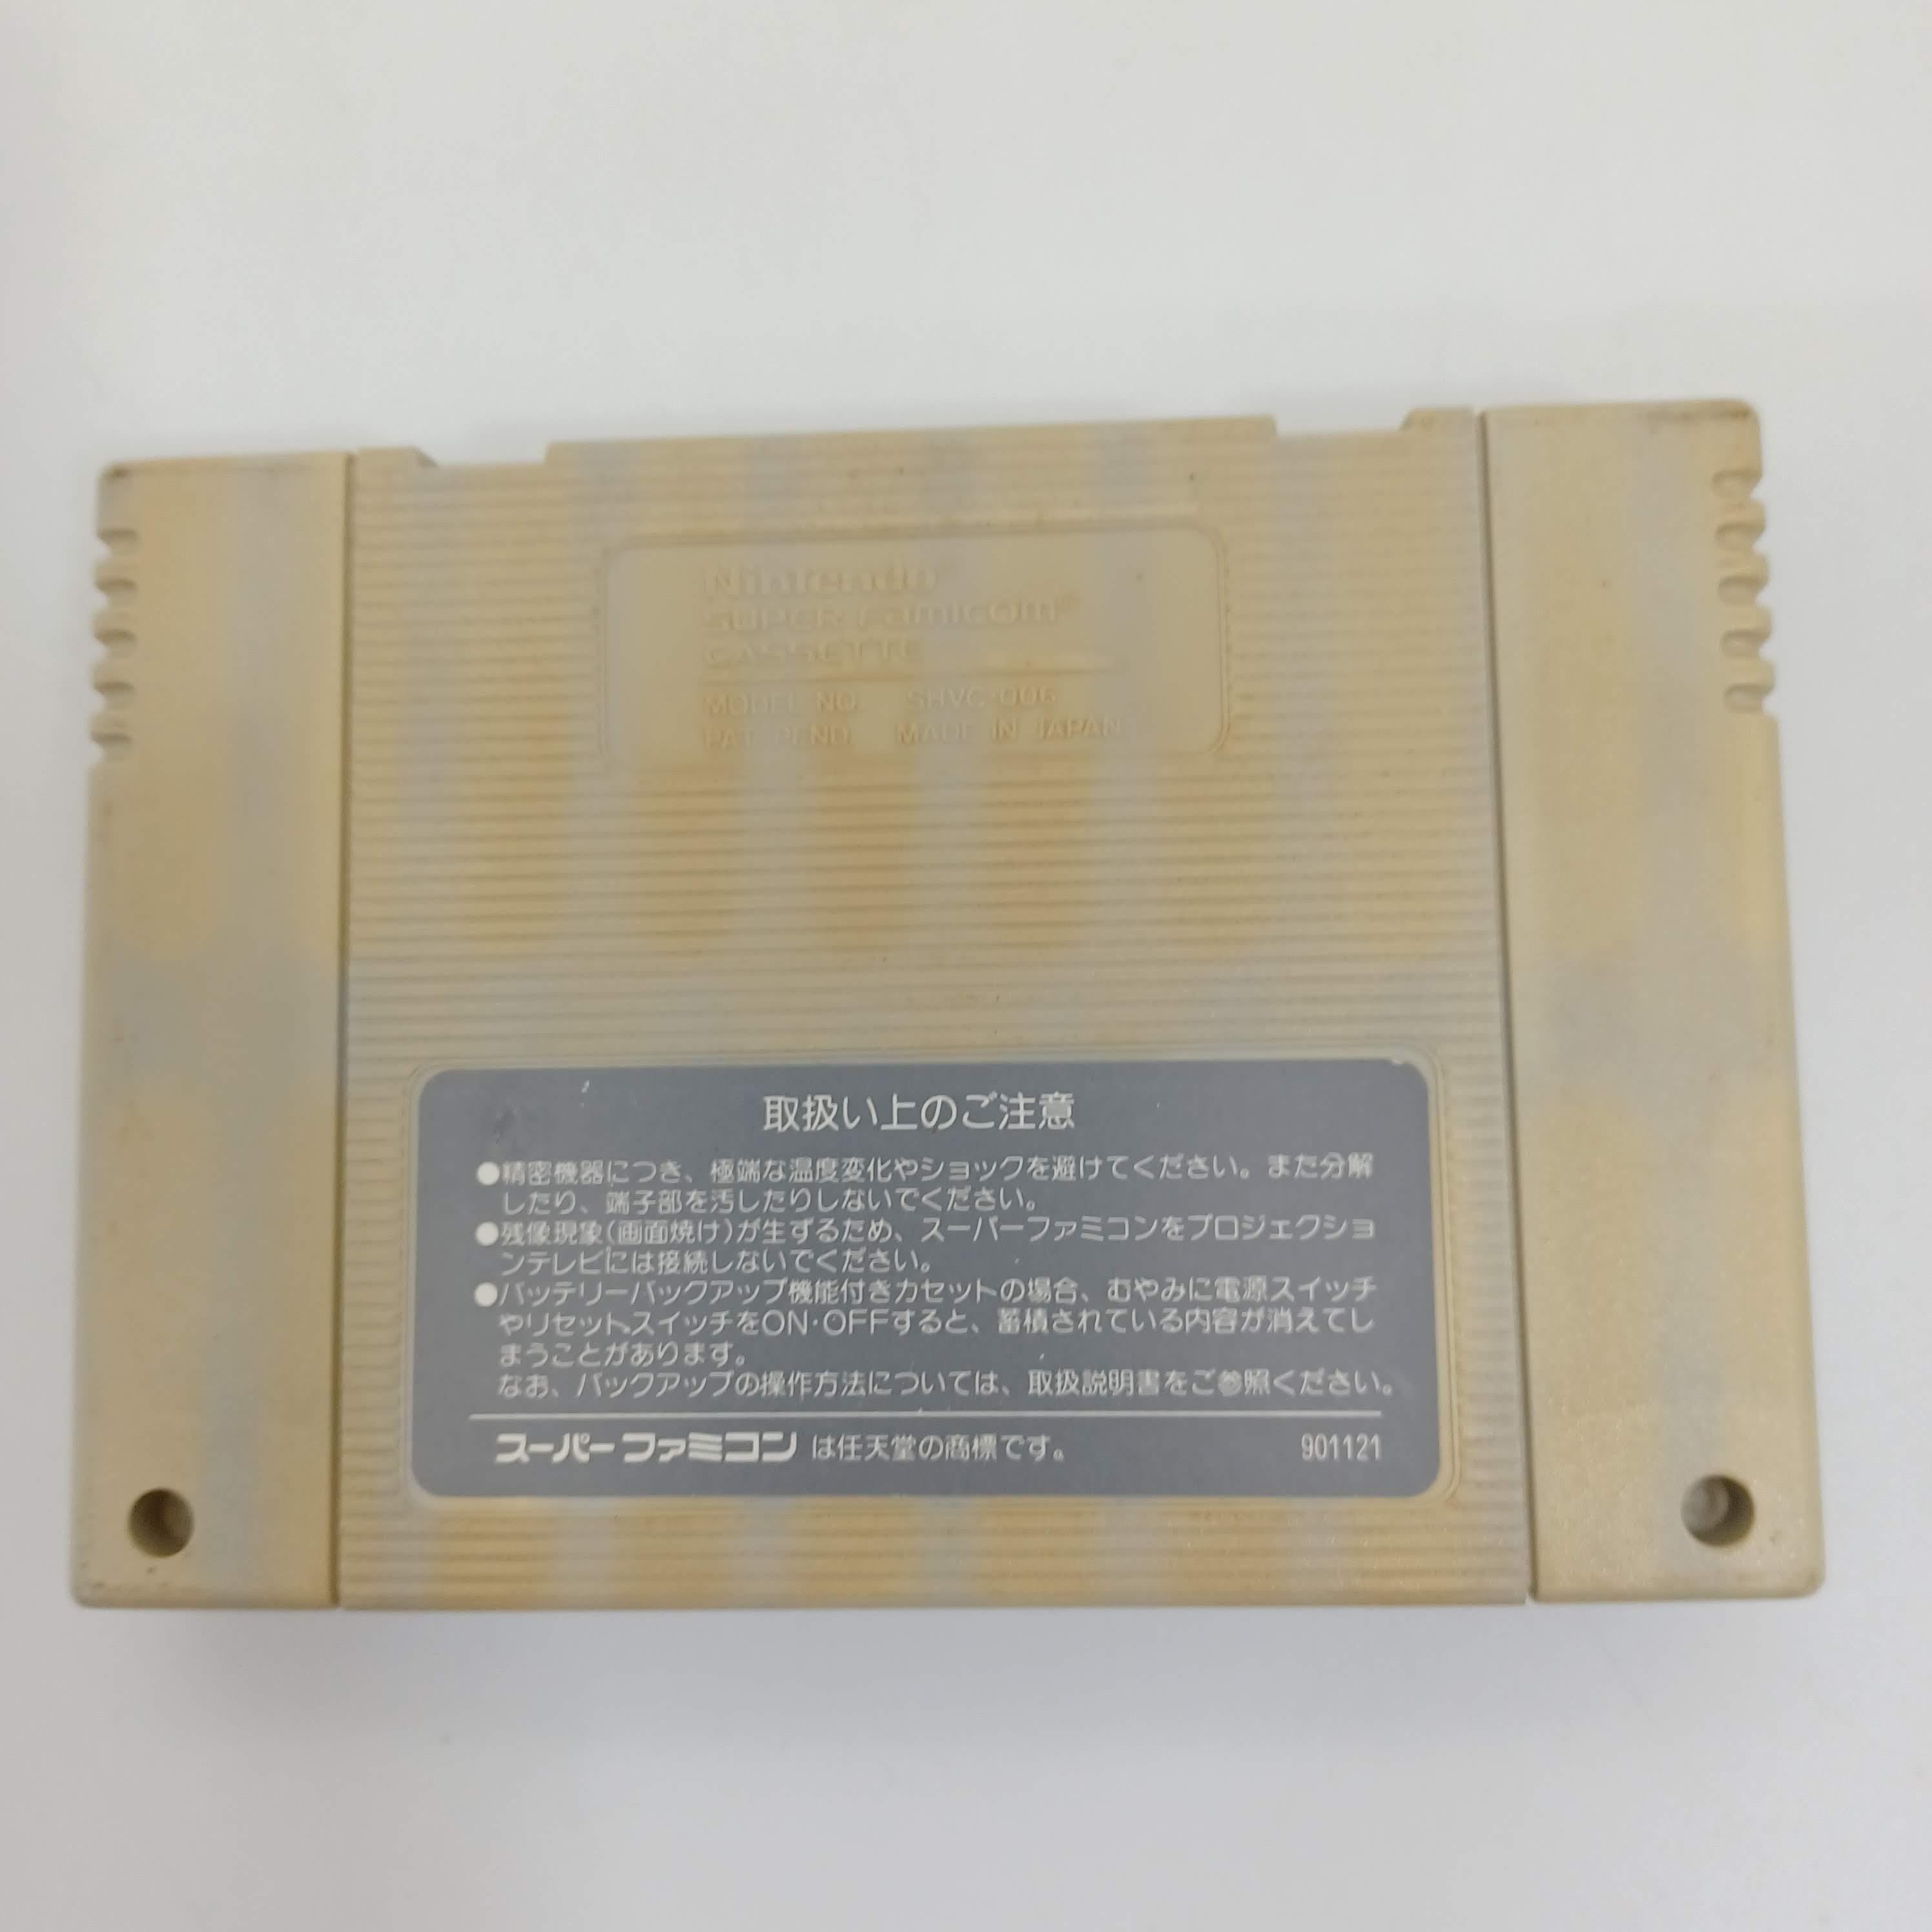 Nintendo
SUPER Famicom®
CASSETTE
MODEL NO. SHVC-006
PAT. PEND. MADE IN JAPAN
取扱い上のご注意
●精密機器につき、極端な温度変化やショックを避けてください。また分解
したり、端子部を汚したりしないでください。
●残像現象(画面焼け)が生ずるため、スーパーファミコンをプロジェクショ
ンテレビには接続しないでください。
●バッテリーバックアップ機能付きカセットの場合、むやみに電源スイッチ
やリセットスイッチをON・OFFすると、蓄積されている内容が消えてし
まうことがあります。
なお、バックアップの操作方法については、取扱説明書をご参照ください。
スーパーファミコン は任天堂の商標です。 901121